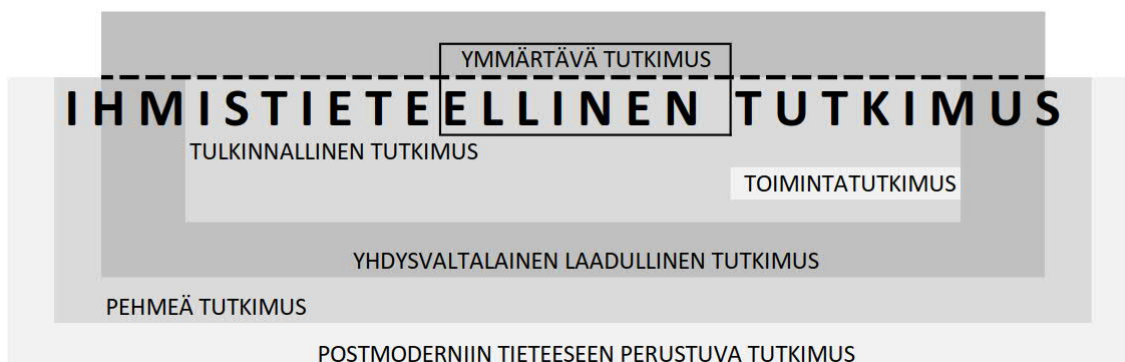 YMMÄRTÄVÄ TUTKIMUS
IHMISTIETEELLINEN TUTKIMUS
TULKINNALLINEN TUTKIMUS
TOIMINTATUTKIMUS
YHDYSVALTALAINEN LAADULLINEN TUTKIMUS
PEHMEÄ TUTKIMUS
POSTMODERNIIN TIETEESEEN PERUSTUVA TUTKIMUS